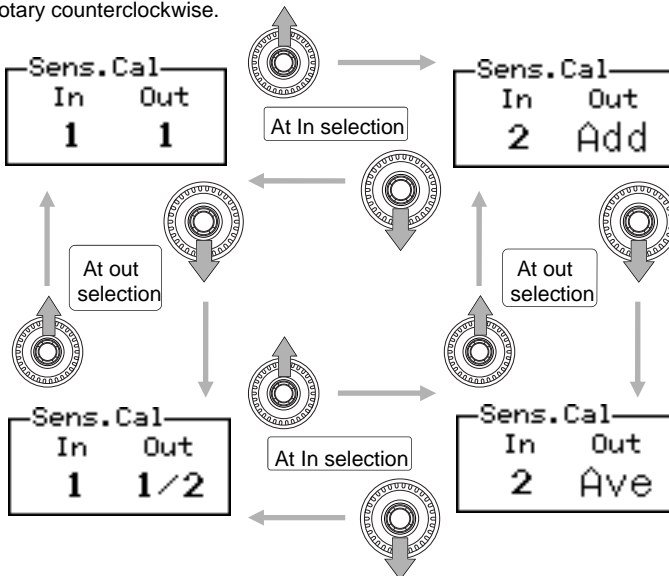 otary counterclockwise.
Sens.Cal
In Out
1 1
At In selection
Sens.Cal
In Out
2 Add
At out
selection
At out
selection
Sens.Cal
In Out
1 1/2
At In selection
Sens.Cal
In Out
2 Ave